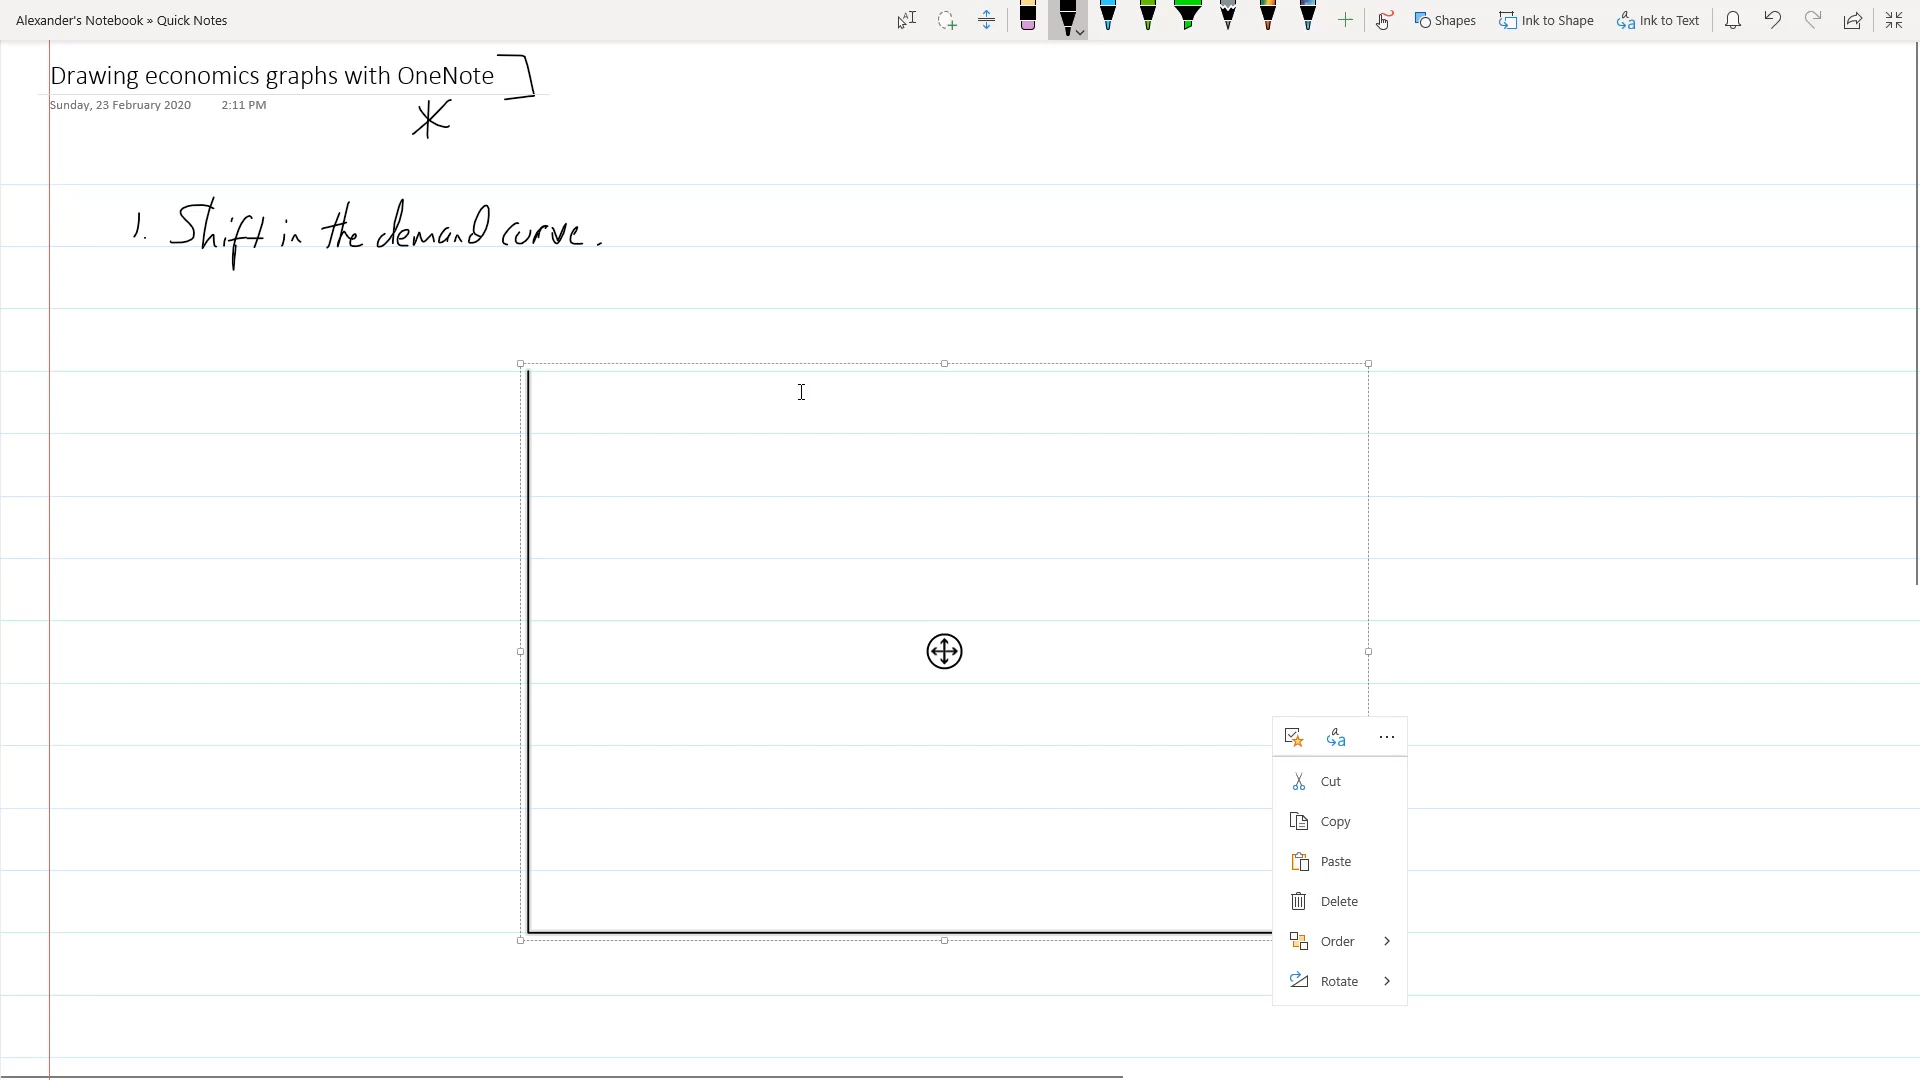 Alexander's Notebook » Quick Notes
Shapes
Ink to Shape
Ink to Text
Drawing economics graphs with OneNote
Sunday, 23 February 2020 2:11 PM
1. Shift in the demand curve.
Cut
Copy
Paste
Delete
Order
Rotate